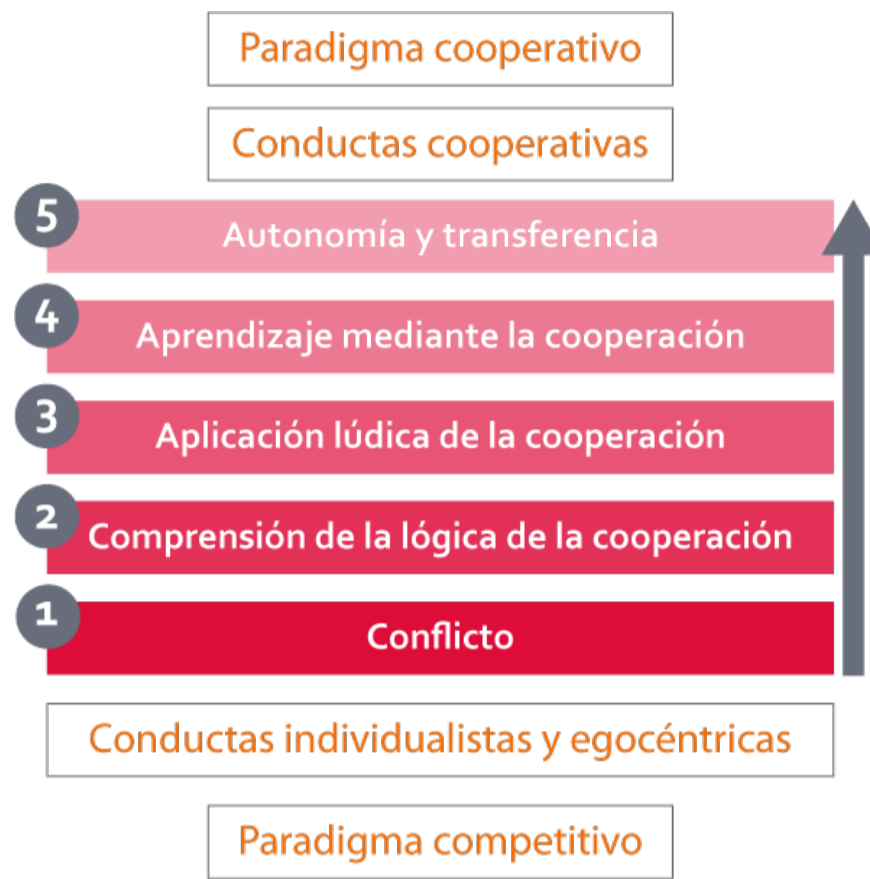 Paradigma cooperativo
Conductas cooperativas
5
Autonomía y transferencia
4
Aprendizaje mediante la cooperación
3
Aplicación lúdica de la cooperación
2
Comprensión de la lógica de la cooperación
1
Conflicto
Conductas individualistas y egocéntricas
Paradigma competitivo